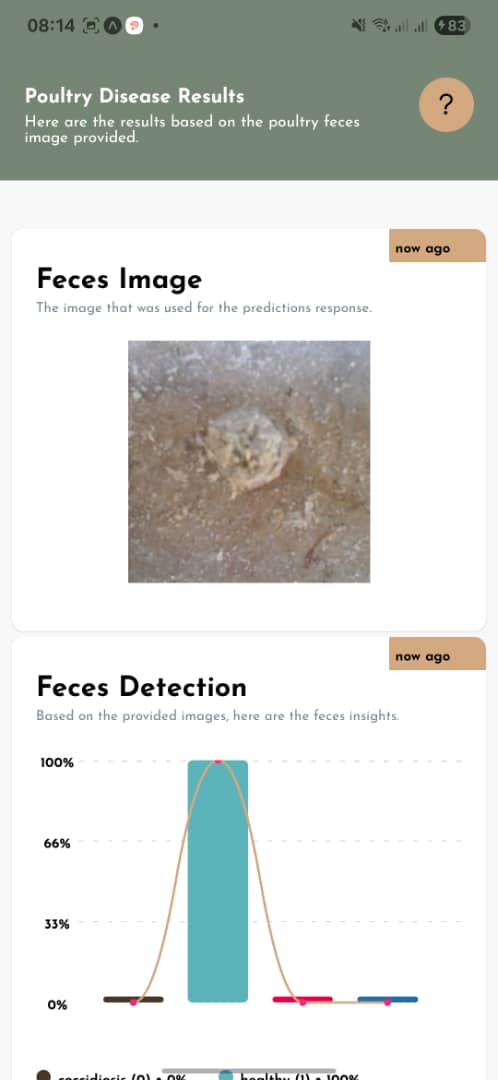 08:14
83
Poultry Disease Results
?
Here are the results based on the poultry feces
image provided.
now ago
Feces Image
The image that was used for the predictions response.
now ago
Feces Detection
Based on the provided images, here are the feces insights.
100%
66%
33%
0%
coccidiosis (0) • 0% healthy (1) • 100%